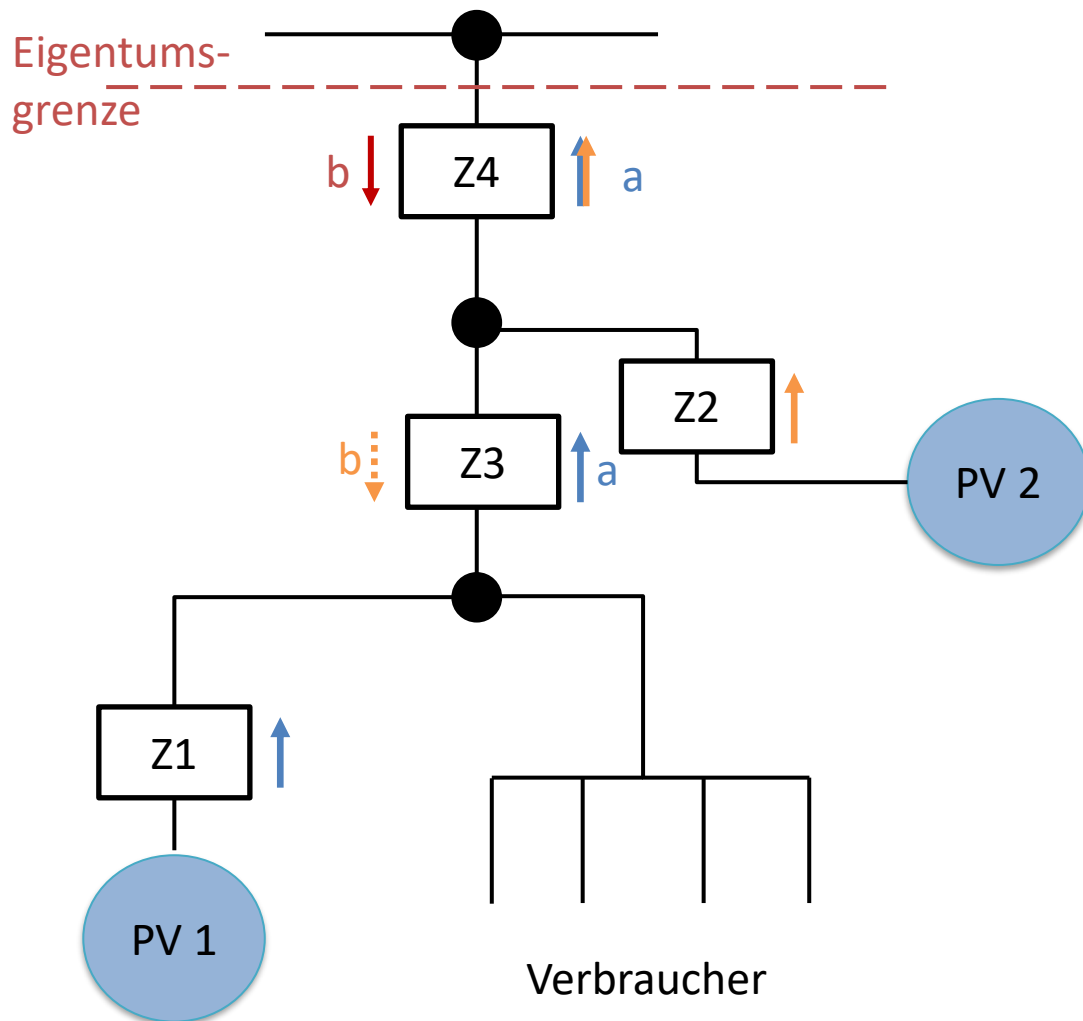 Eigentums-
grenze
b
Z4
a
Z2
b
Z3
a
PV 2
Z1
PV 1
Verbraucher